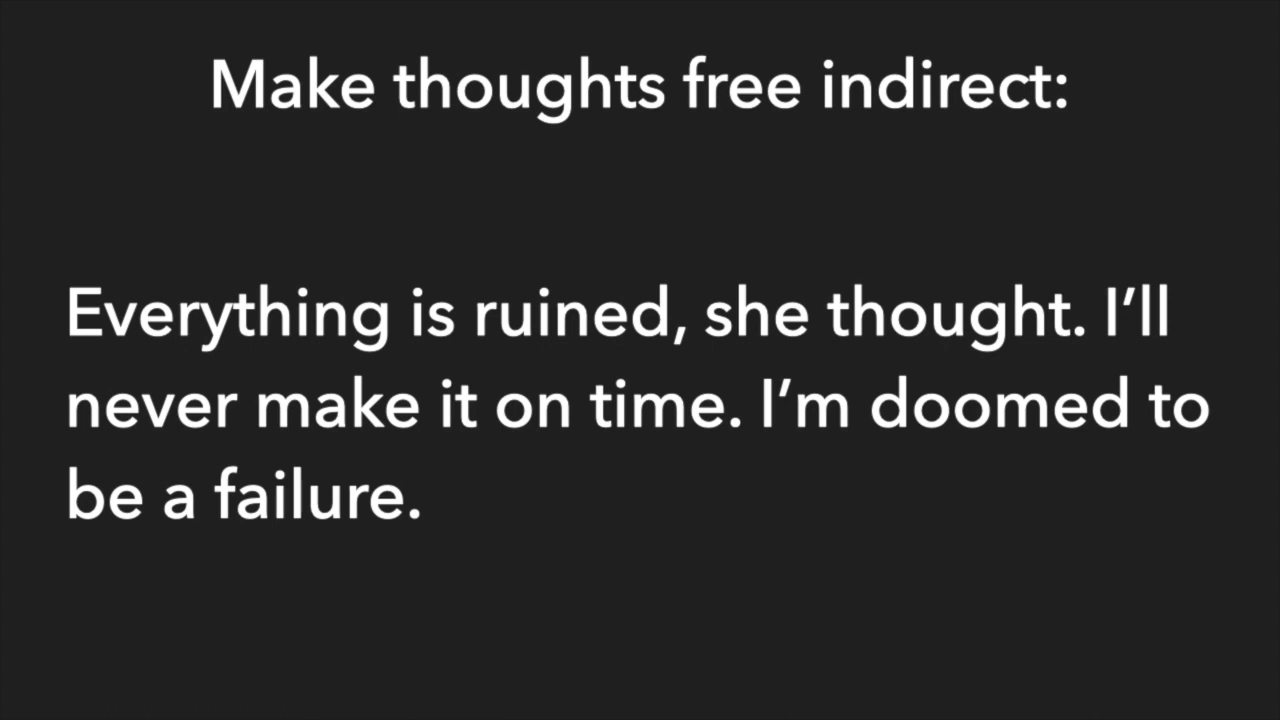 Make thoughts free indirect:
Everything is ruined, she thought. I’ll
never make it on time. I’m doomed to
be a failure.